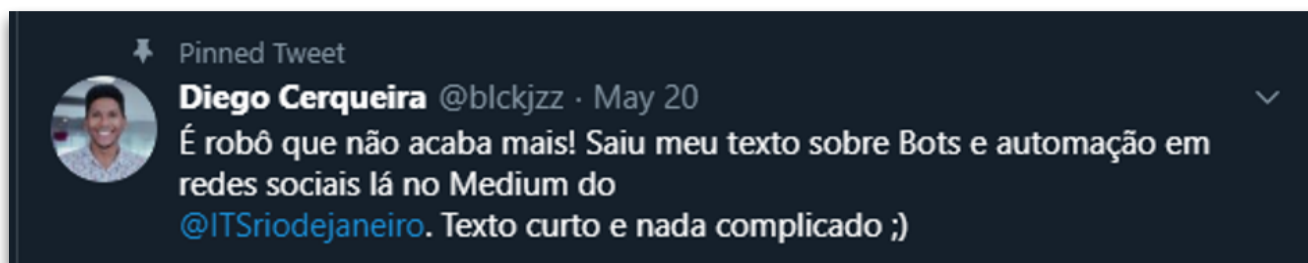 Pinned Tweet
Diego Cerqueira @blckjzz · May 20
É robô que não acaba mais! Saiu meu texto sobre Bots e automação em
redes sociais lá no Medium do
@ITSriodejaneiro. Texto curto e nada complicado ;)